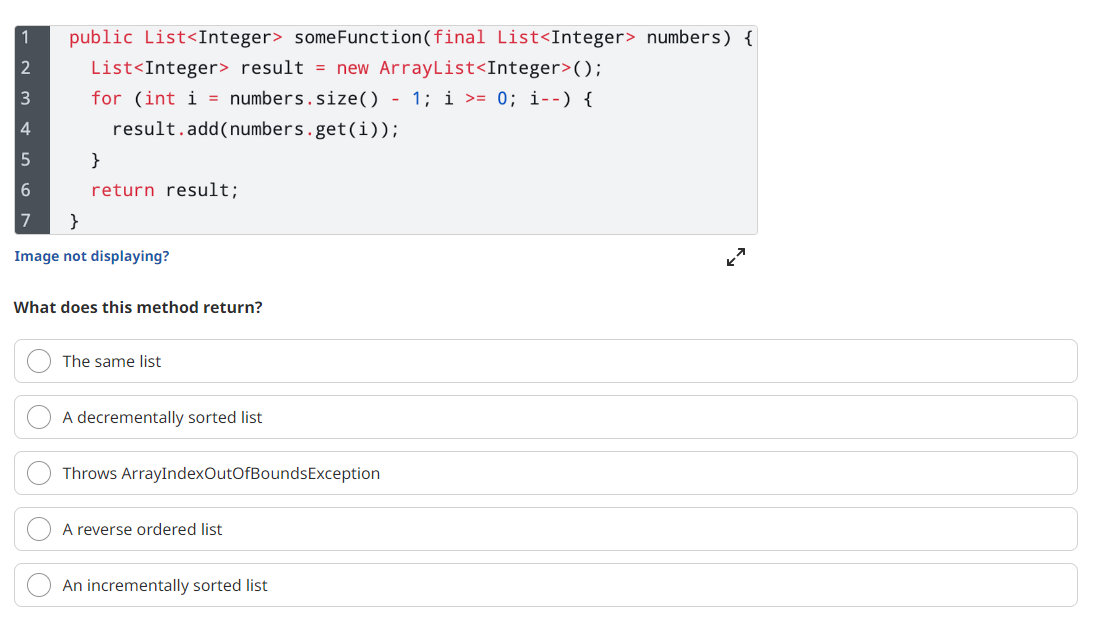 1 public List<Integer> someFunction(final List<Integer> numbers) {
2 List<Integer> result = new ArrayList<Integer>();
3 for (int i = numbers.size() - 1; i >= 0; i--) {
4 result.add(numbers.get(i));
5 }
6 return result;
7 }
Image not displaying?
What does this method return?
The same list
A decrementally sorted list
Throws ArrayIndexOutOfBoundsException
A reverse ordered list
An incrementally sorted list